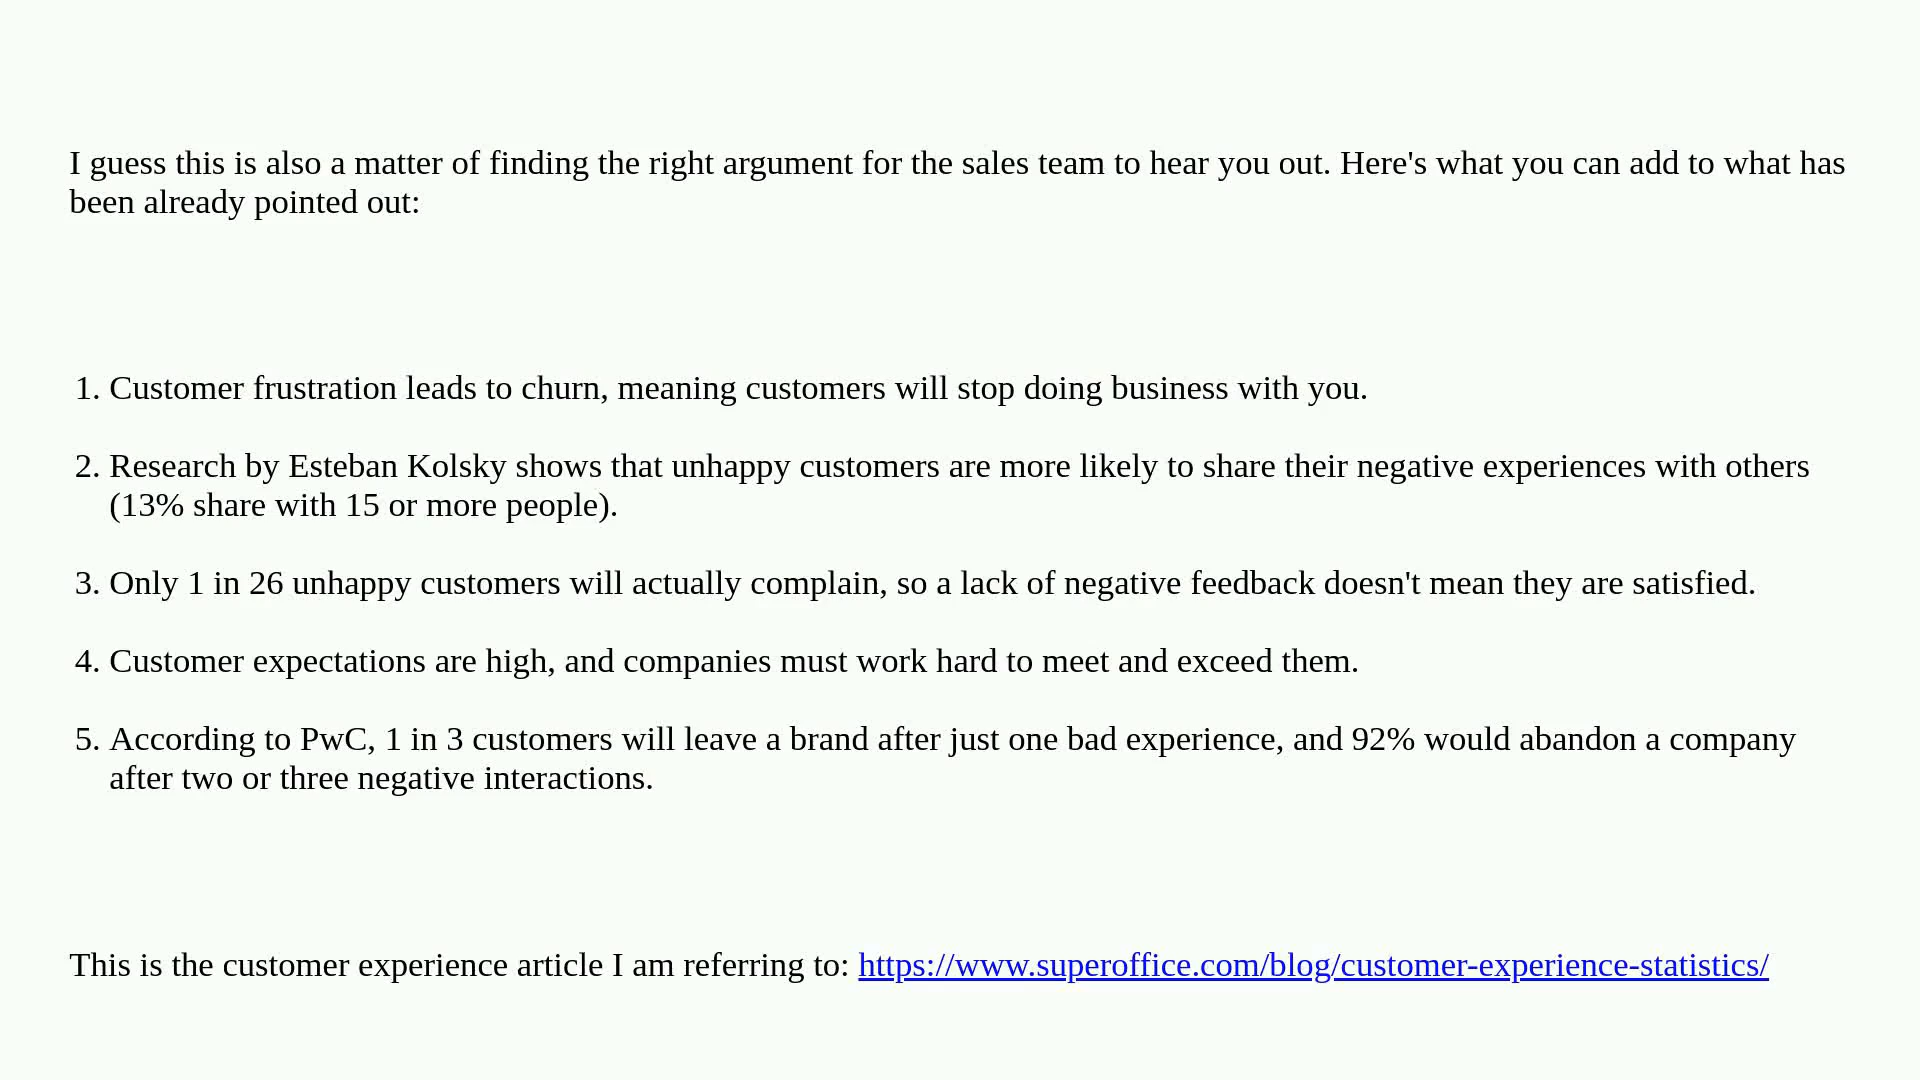 I guess this is also a matter of finding the right argument for the sales team to hear you out. Here's what you can add to what has
been already pointed out:
1. Customer frustration leads to churn, meaning customers will stop doing business with you.
2. Research by Esteban Kolsky shows that unhappy customers are more likely to share their negative experiences with others
(13% share with 15 or more people).
3. Only 1 in 26 unhappy customers will actually complain, so a lack of negative feedback doesn't mean they are satisfied.
4. Customer expectations are high, and companies must work hard to meet and exceed them.
5. According to PwC, 1 in 3 customers will leave a brand after just one bad experience, and 92% would abandon a company
after two or three negative interactions.
This is the customer experience article I am referring to: https://www.superoffice.com/blog/customer-experience-statistics/